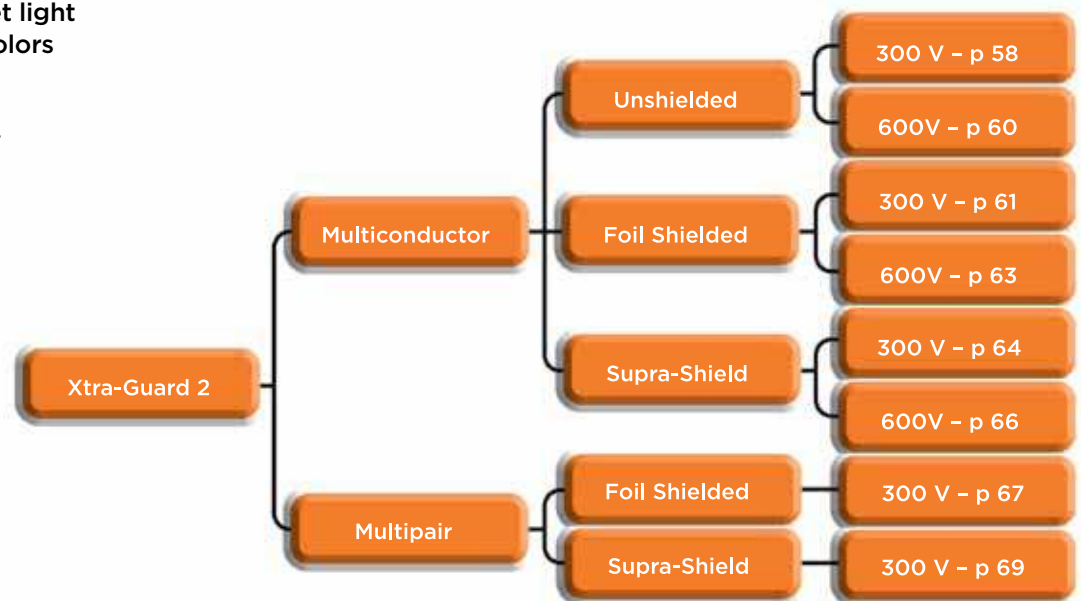 light
Xtra-Guard 2
Multiconductor
Unshielded
300 V – p 58
600V – p 60
Foil Shielded
300 V – p 61
600V – p 63
Supra-Shield
300 V – p 64
600V – p 66
Multipair
Foil Shielded
300 V – p 67
Supra-Shield
300 V – p 69